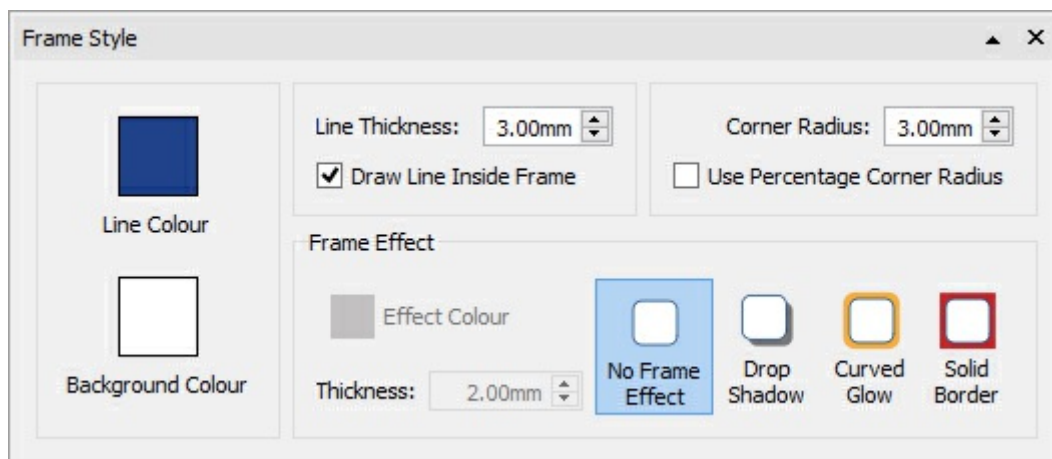 Frame Style
Line Colour
Background Colour
Line Thickness: 3.00mm
Draw Line Inside Frame
Corner Radius: 3.00mm
Use Percentage Corner Radius
Frame Effect
Effect Colour
Thickness: 2.00mm
No Frame
Effect
Drop
Shadow
Curved
Glow
Solid
Border